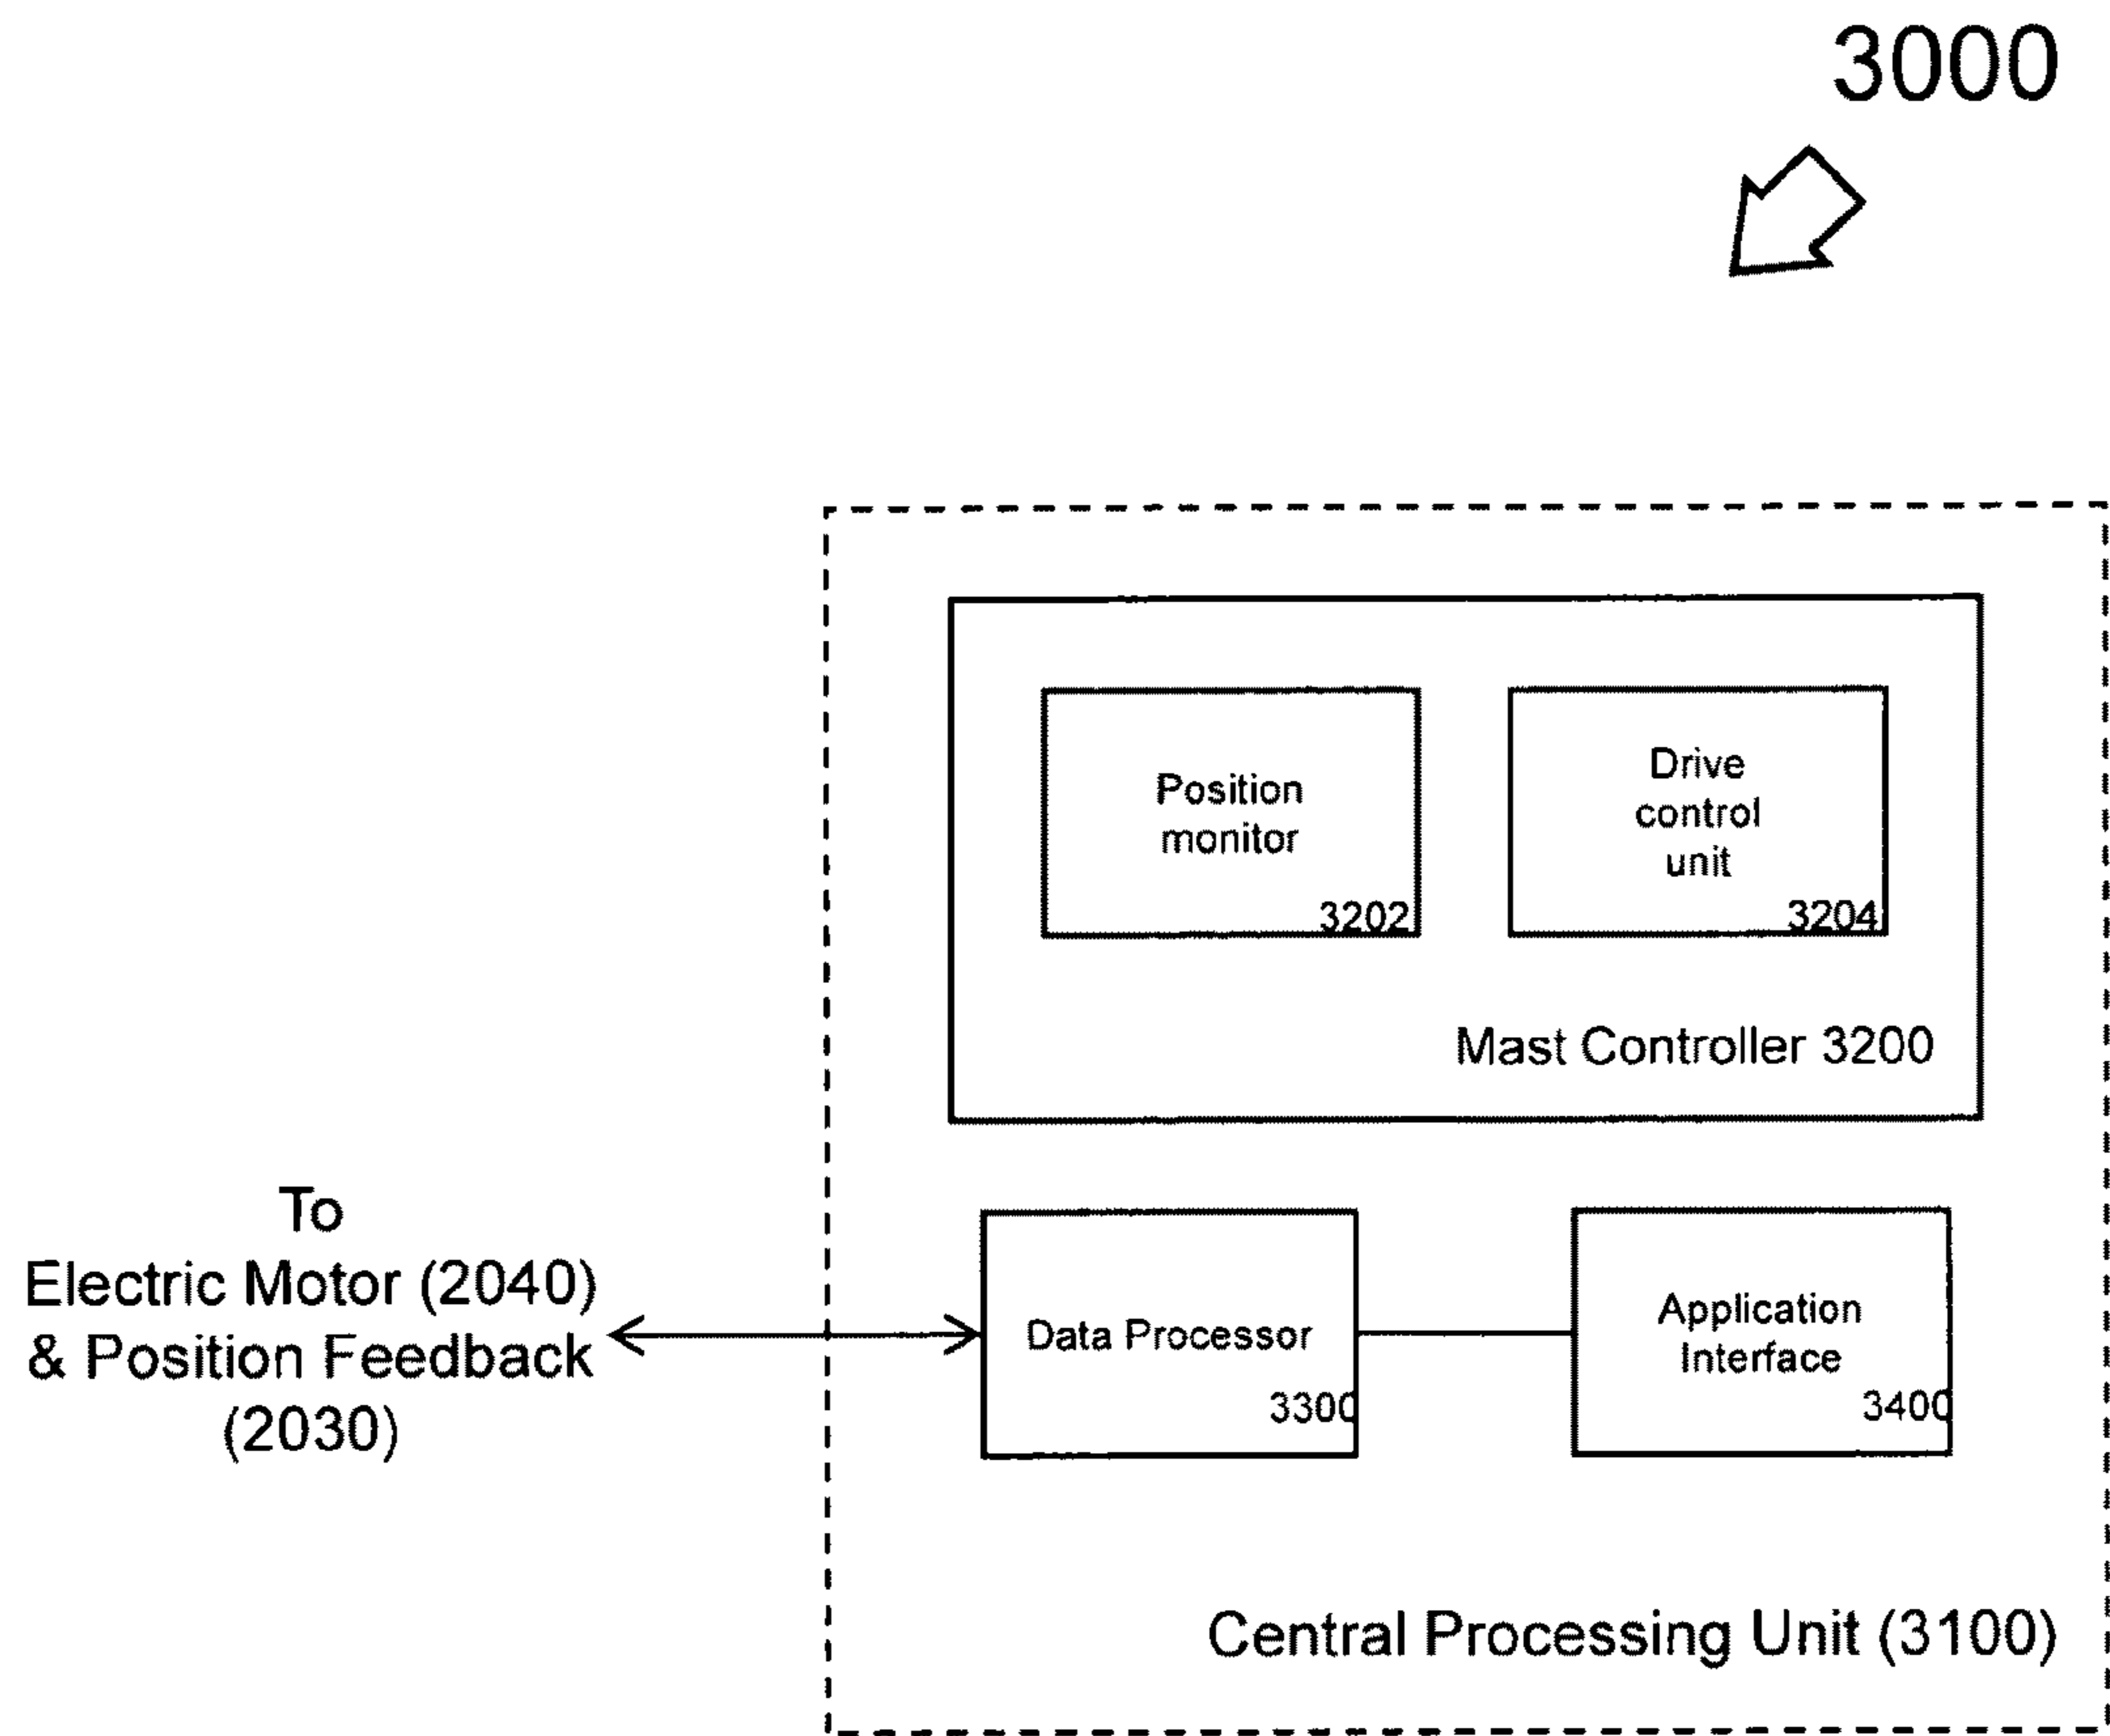 3000
Position
monitor
3202
Drive
control
unit
3204
Mast Controller 3200
To
Electric Motor (2040)
& Position Feedback
(2030)
Data Processor
3300
Application
Interface
3400
Central Processing Unit (3100)